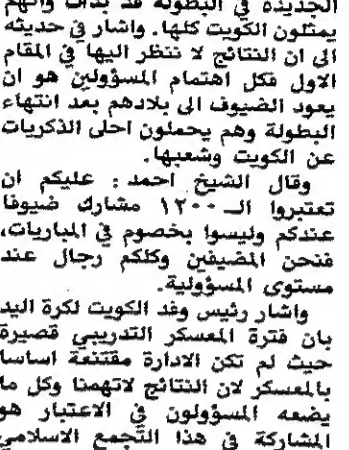 الجديدة في البطولة قد بدأت وانهم
يمثلون الكويت كلها. واشار في حديثه
الى ان النتائج لا ننظر اليها في المقام
الاول فكل اهتمام المسؤولين هو ان
يعود الضيوف الى بلادهم بعد انتهاء
البطولة وهم يحملون احلى الذكريات
عن الكويت وشعبها.
وقال الشيخ احمد : عليكم ان
تعتبروا الـ ١٢٠٠ مشارك ضيوفا
عندكم وليسوا بخصوم في المباريات،
فنحن المضيفين وكلكم رجال عند
مستوى المسؤولية.
واشار رئيس وفد الكويت لكرة اليد
بان فترة المعسكر التدريبي قصيرة
حيث لم تكن الادارة مقتنعة اساسا
بالمعسكر لان النتائج لاتهمنا وكل ما
يضعه المسؤولون في الاعتبار هو
المشاركة في هذا التجمع الاسلامي